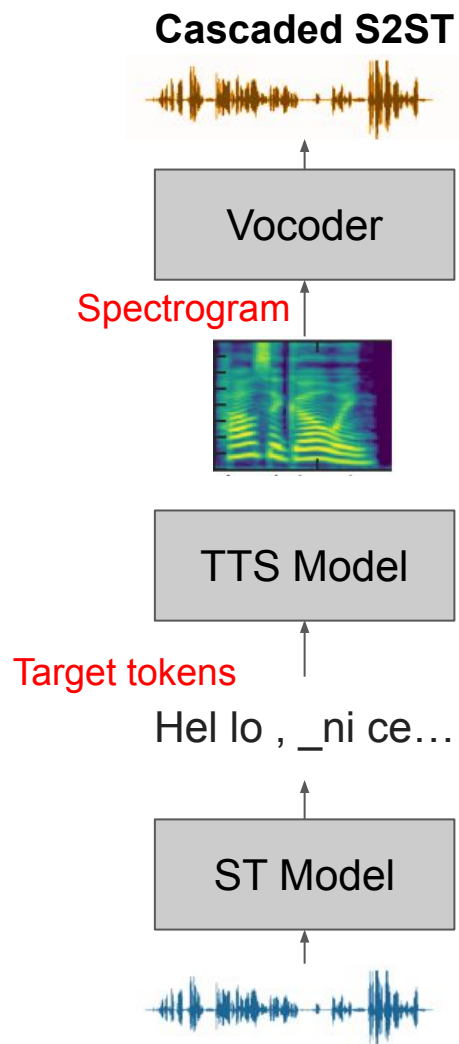 Cascaded S2ST
Vocoder
Spectrogram
TTS Model
Target tokens
Hel lo , _ni ce…
ST Model